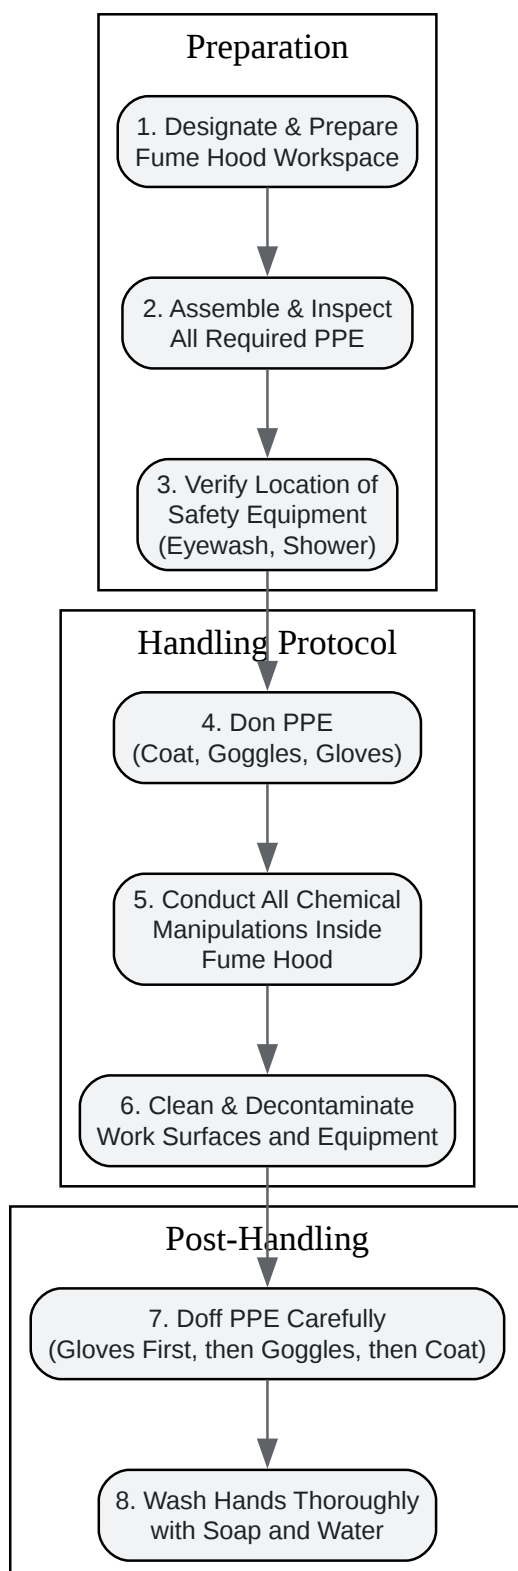 Preparation
1. Designate & Prepare
Fume Hood Workspace
2. Assemble & Inspect
All Required PPE
3. Verify Location of
Safety Equipment
(Eyewash, Shower)
Handling Protocol
4. Don PPE
(Coat, Goggles, Gloves)
5. Conduct All Chemical
Manipulations Inside
Fume Hood
6. Clean & Decontaminate
Work Surfaces and Equipment
Post-Handling
7. Doff PPE Carefully
(Gloves First, then Goggles, then Coat)
8. Wash Hands Thoroughly
with Soap and Water